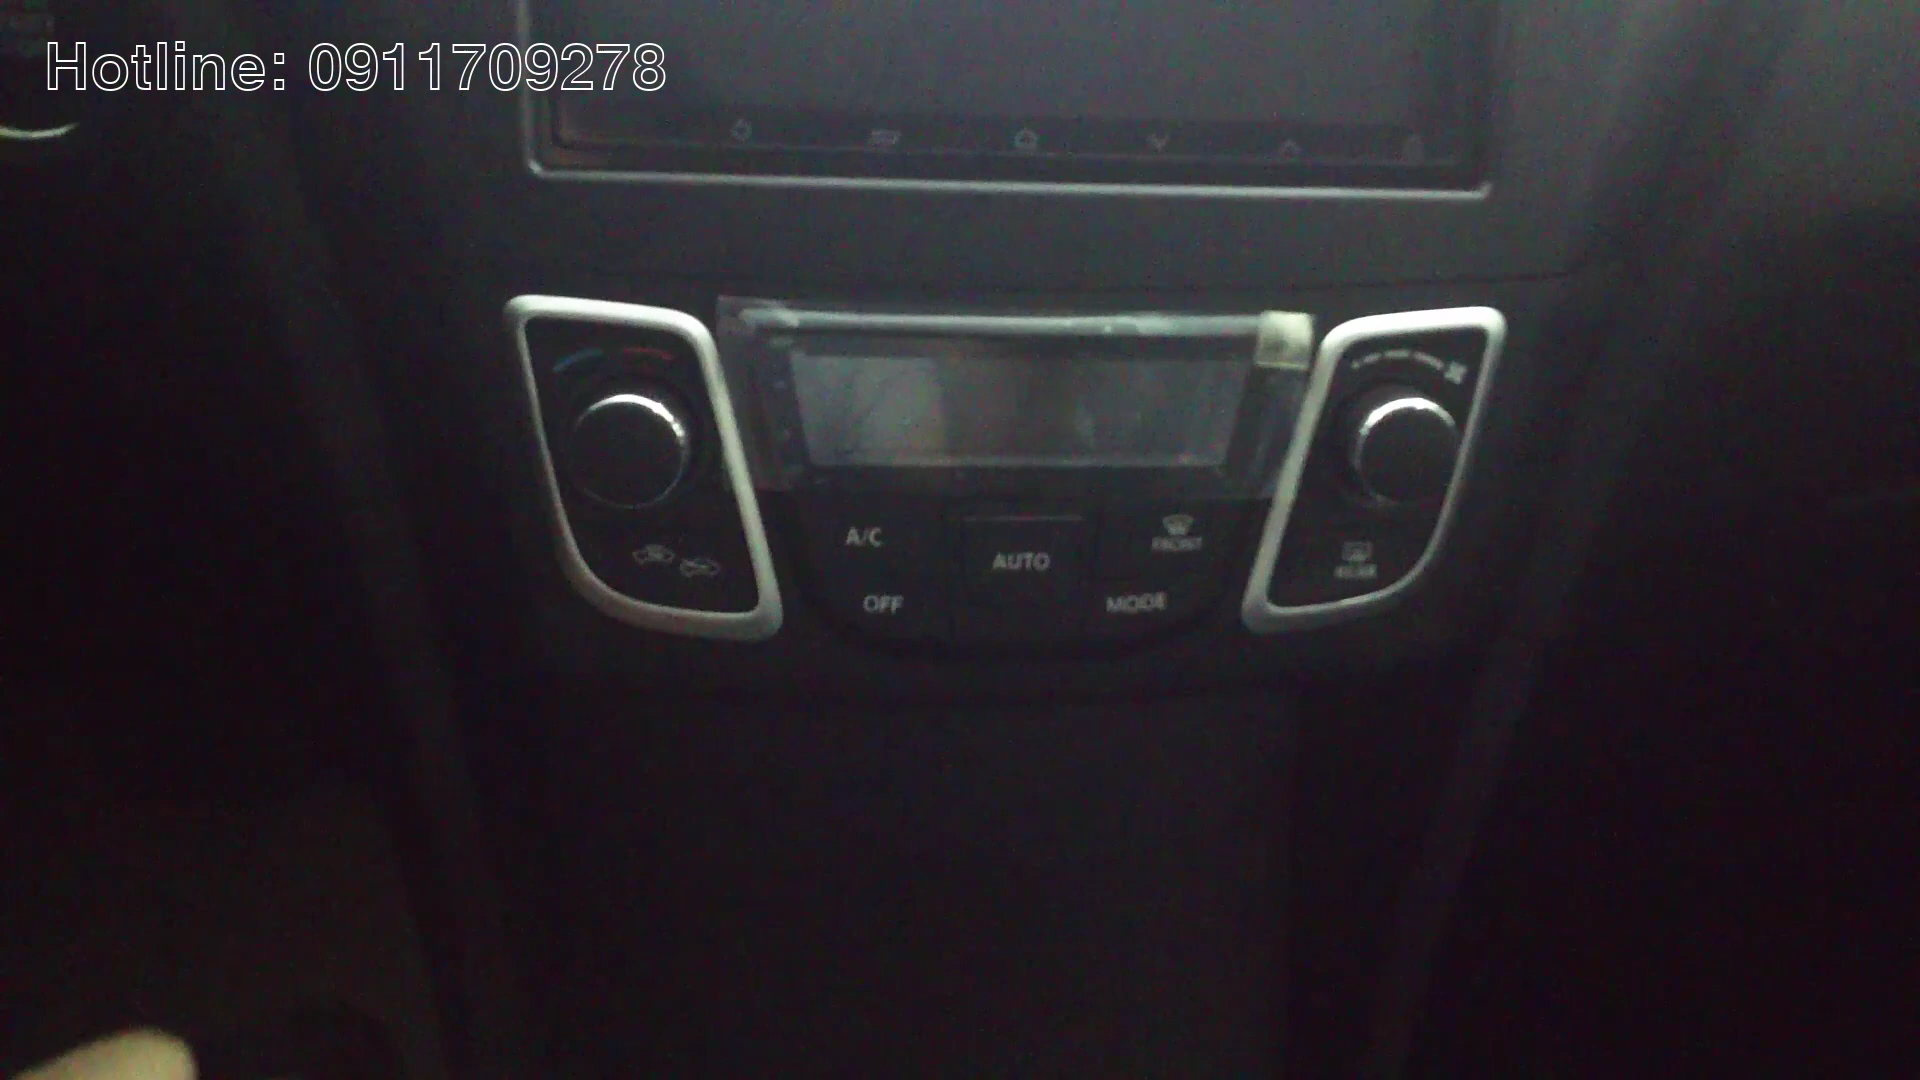 Hotline: 0911709278
A/C
AUTO
FRONT
OFF
MODE
REAR